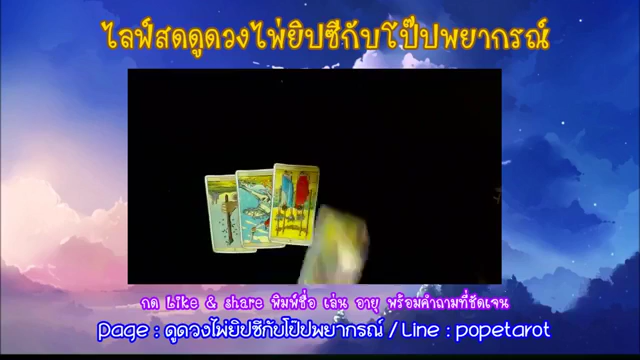 ไลฟ์สดดูดวงไพ่ยิปซีกับโป๊ปพยากรณ์
กด Like & share พิมพ์ชื่อ เล่น อายุ พร้อมคำถามที่ชัดเจน
Page : ดูดวงไพ่ยิปซีกับโป๊ปพยากรณ์ / Line : popetarot